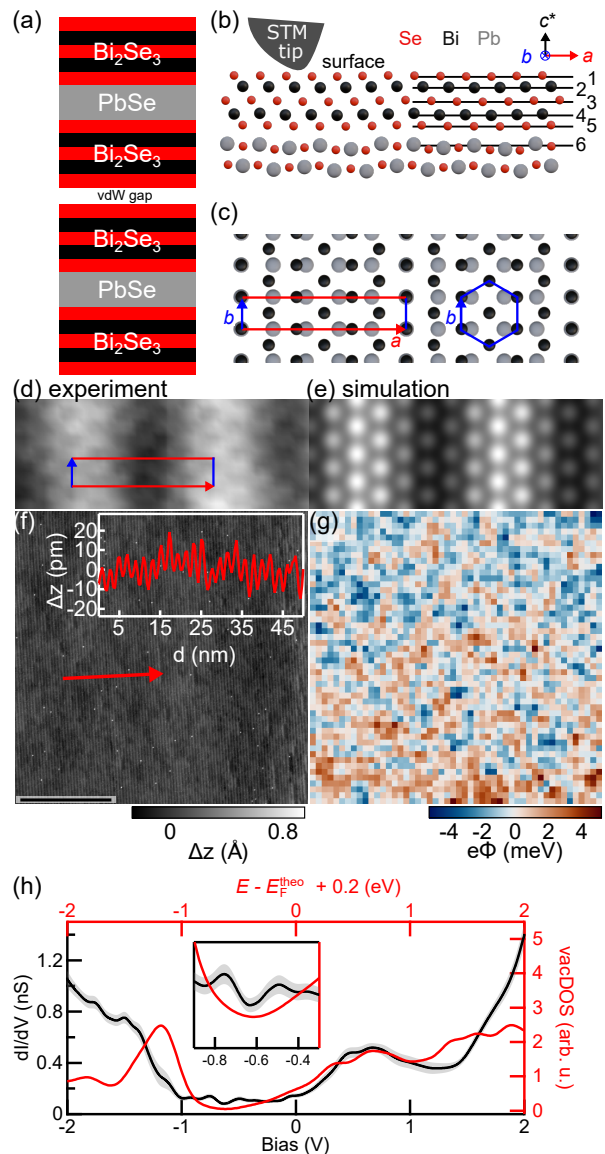 (a)
Bi₂Se₃
PbSe
Bi₂Se₃
vdW gap
Bi₂Se₃
PbSe
Bi₂Se₃
(b)
STM
tip
surface
Se Bi Pb
c*
b a
1
2
3
4
5
6
(c)
b
a
b
(d) experiment
(e) simulation
(f)
Δz (pm)
20
10
0
-10
-20
5 15 25 35 45
d (nm)
0 0.8
Δz (Å)
(g)
-4 -2 0 2 4
eΦ (meV)
(h)
E - E_F^theo + 0.2 (eV)
-2 -1 0 1 2
dI/dV (nS)
1.2
0.8
0.4
0
-0.8 -0.6 -0.4
5
4
3
2
1
0
vacDOS (arb. u.)
-2 -1 0 1 2
Bias (V)